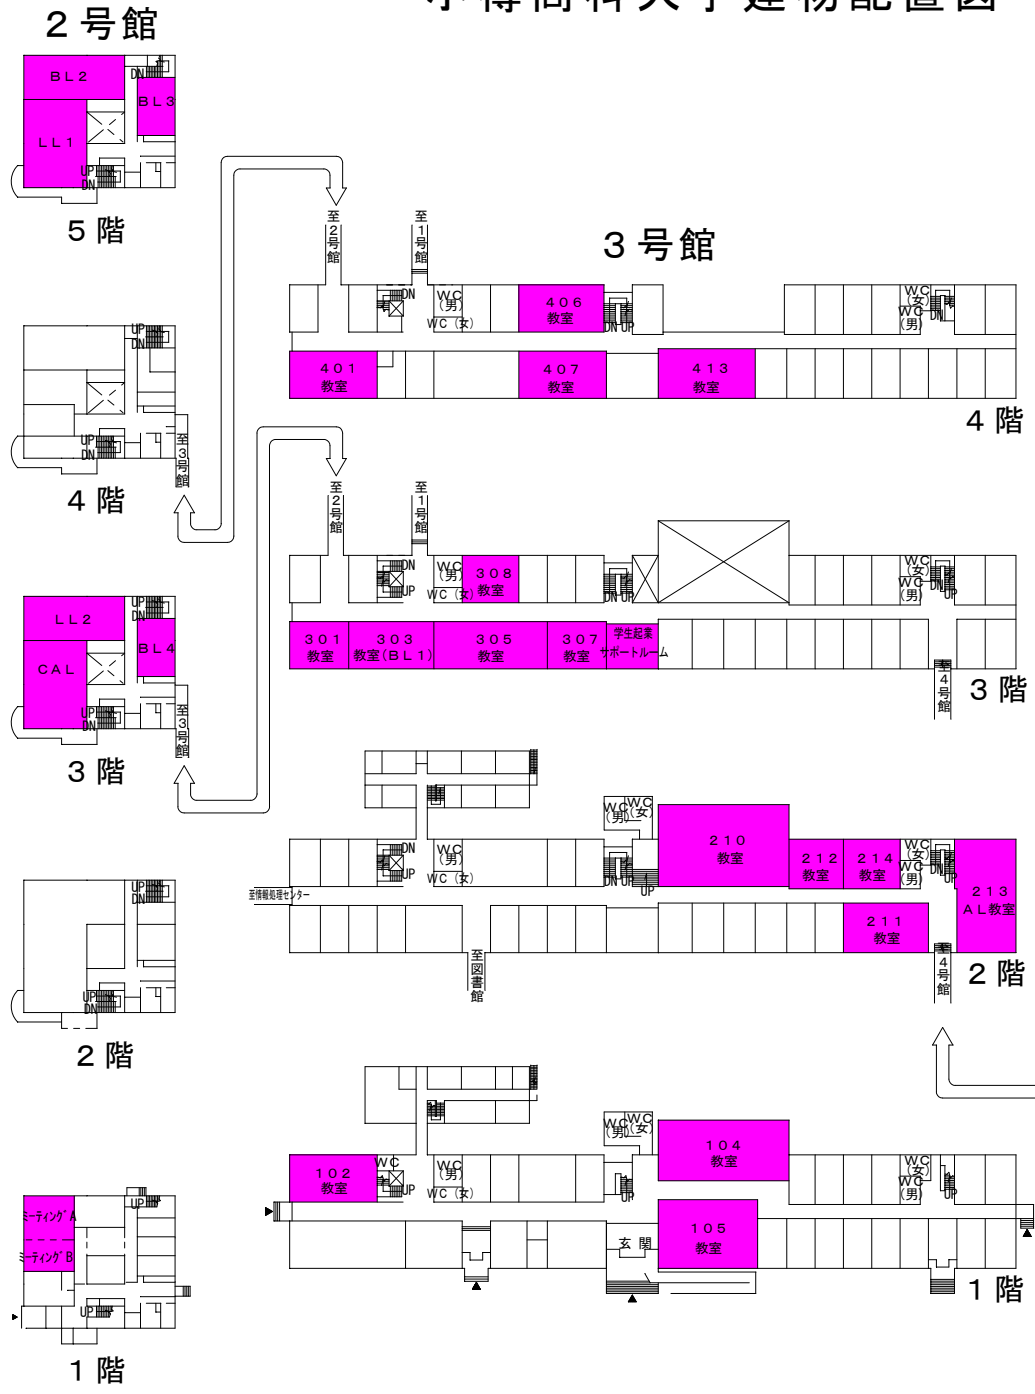 小樽商科大学建物配置図
2号館
BL2
DN
BL3
LL1
UP
DN
5階
至2号館
至1号館
3号館
DN
WC(男)
WC(女)
406
教室
DN UP
WC(女)
WC(男)
DN
401
教室
407
教室
413
教室
4階
UP
DN
UP
DN
至3号館
4階
至2号館
至1号館
DN
UP
WC(男)
WC(女)
308
教室
DN UP
WC(女)
WC(男)
DN
UP
301
教室
303
教室(BL1)
305
教室
307
教室
学生起業
サポートルーム
至4号館
3階
LL2
UP
DN
BL4
CAL
UP
DN
至3号館
3階
WC(男)
WC(女)
210
教室
DN
UP
WC(男)
WC(女)
DN UP
UP
212
教室
214
教室
WC(女)
WC(男)
DN
UP
213
AL教室
至情報処理センター
211
教室
至図書館
至4号館
2階
UP
DN
UP
DN
2階
WC(男)
WC(女)
104
教室
102
教室
WC
UP
WC(男)
WC(女)
UP
WC(女)
WC(男)
UP
105
教室
玄関
1階
UP
ミーティングA
ミーティングB
UP
1階